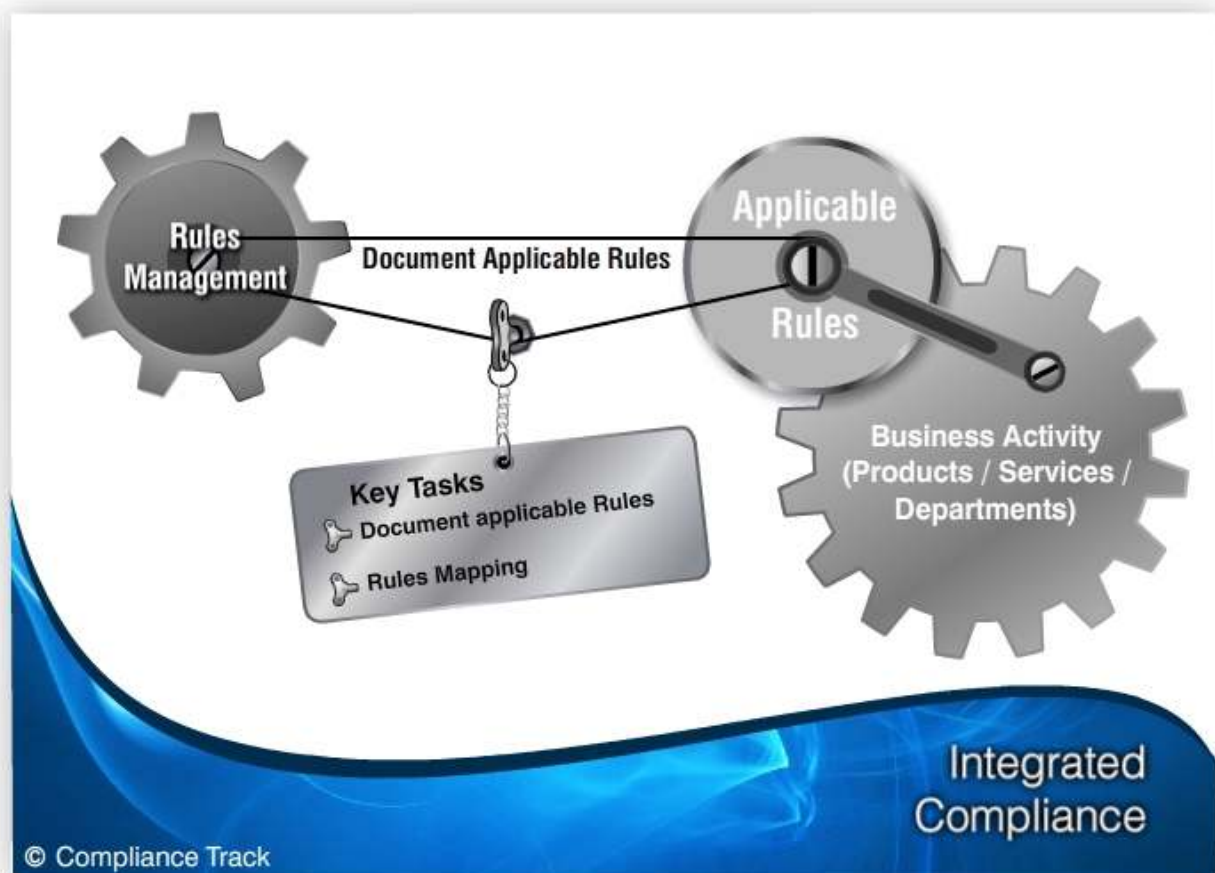 Rules
Management
Document Applicable Rules
Applicable
Rules
Business Activity
(Products / Services /
Departments)
Key Tasks
Document applicable Rules
Rules Mapping
Integrated
Compliance
© Compliance Track